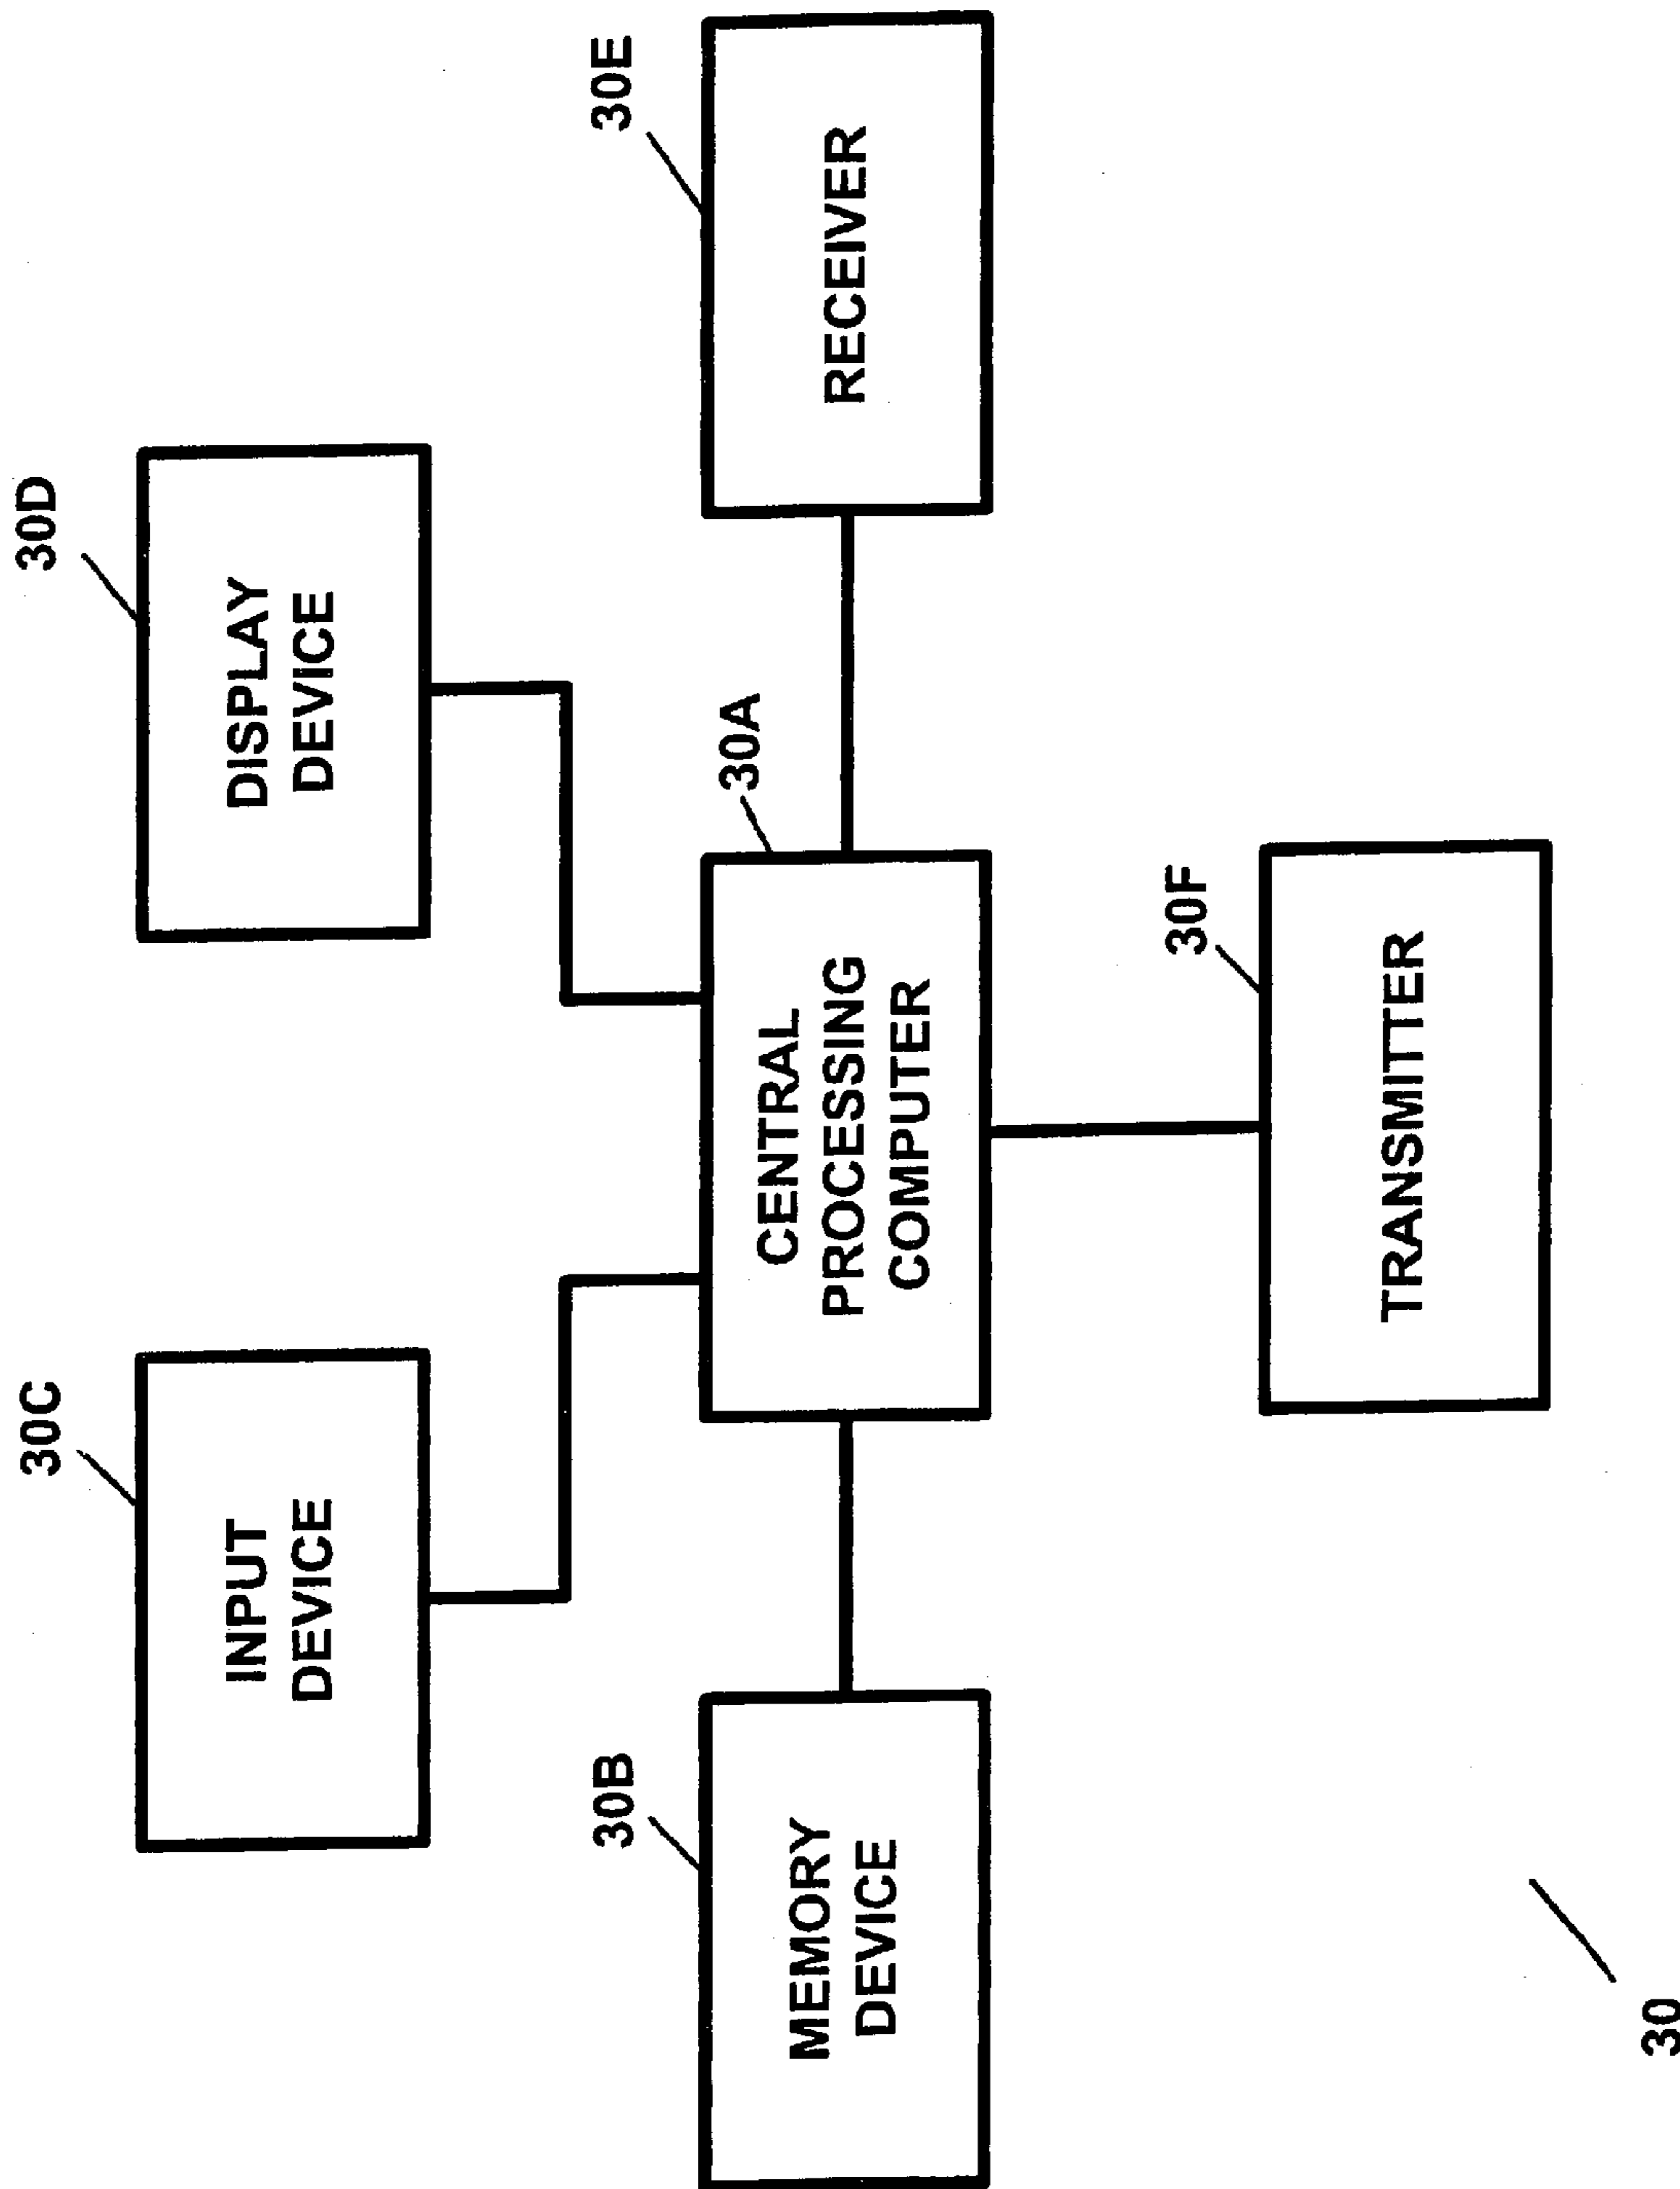 30C
INPUT
DEVICE
30D
DISPLAY
DEVICE
30B
MEMORY
DEVICE
30A
CENTRAL
PROCESSING
COMPUTER
30E
RECEIVER
30F
TRANSMITTER
30